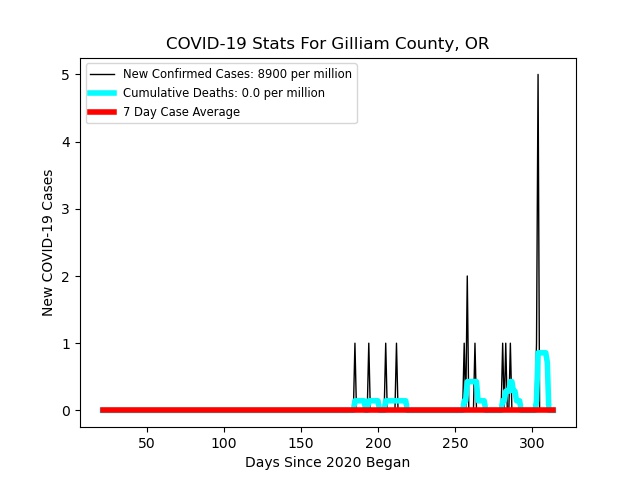 COVID-19 Stats For Gilliam County, OR
New Confirmed Cases: 8900 per million
Cumulative Deaths: 0.0 per million
7 Day Case Average
New COVID-19 Cases
5
4
3
2
1
0
50 100 150 200 250 300
Days Since 2020 Began